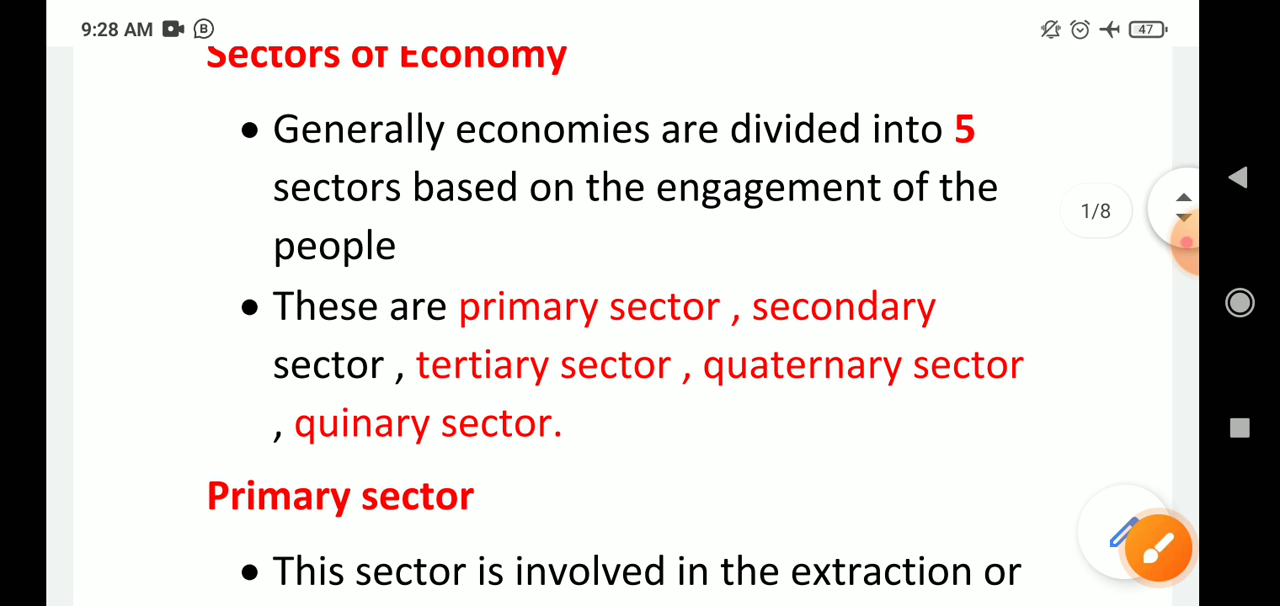 9:28 AM
47
Sectors of Economy
• Generally economies are divided into 5
sectors based on the engagement of the
people
1/8
• These are primary sector , secondary
sector , tertiary sector , quaternary sector
, quinary sector.
Primary sector
• This sector is involved in the extraction or